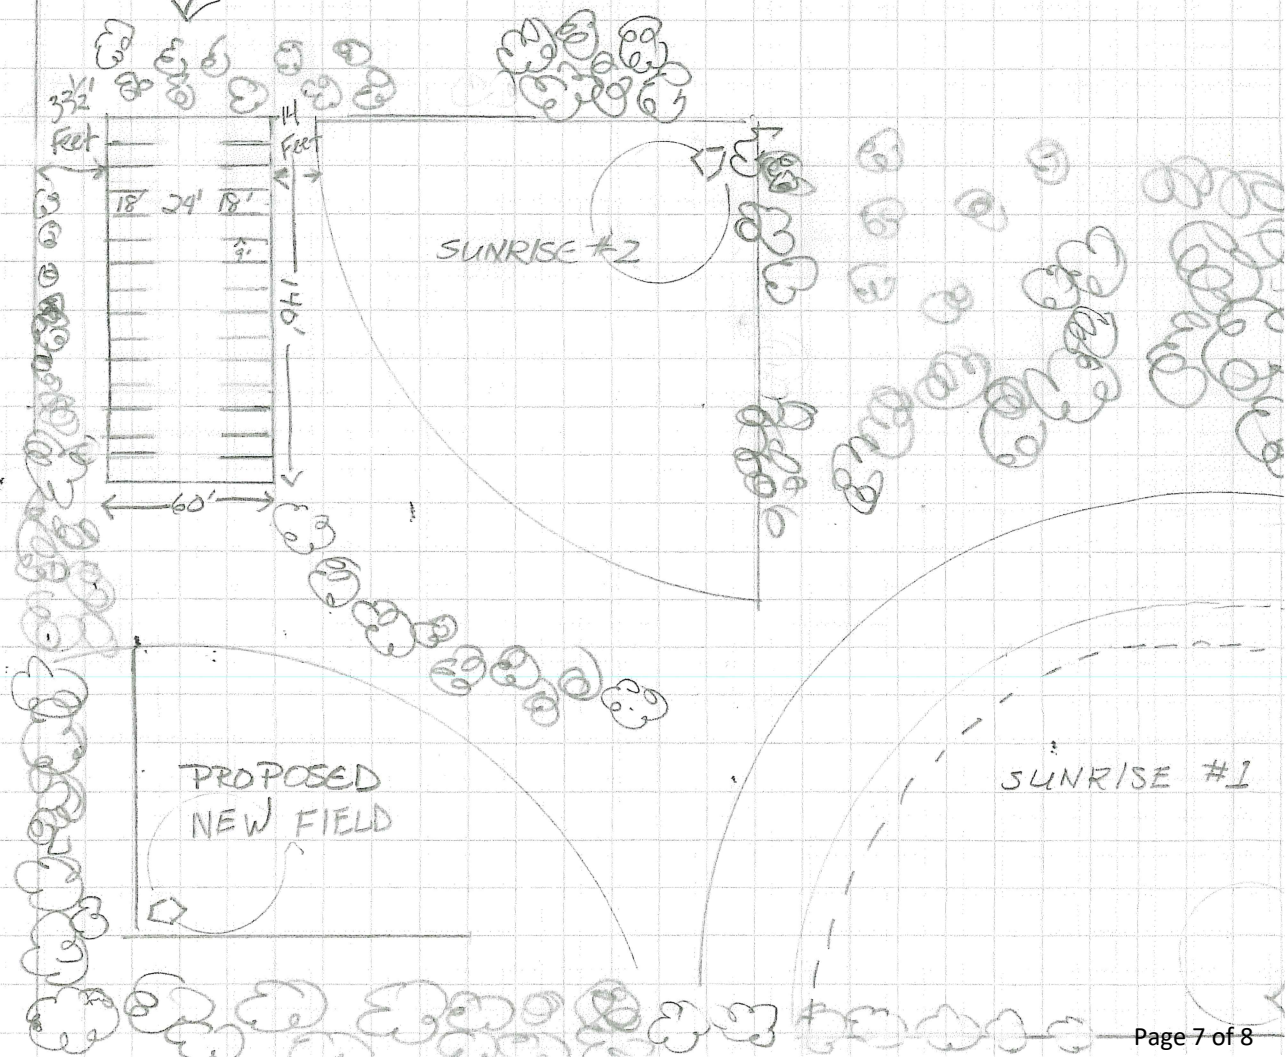 33½'
Feet
14
Feet
18' 24' 18'
9'
146'
60'
SUNRISE #2
PROPOSED
NEW FIELD
SUNRISE #1
Page 7 of 8